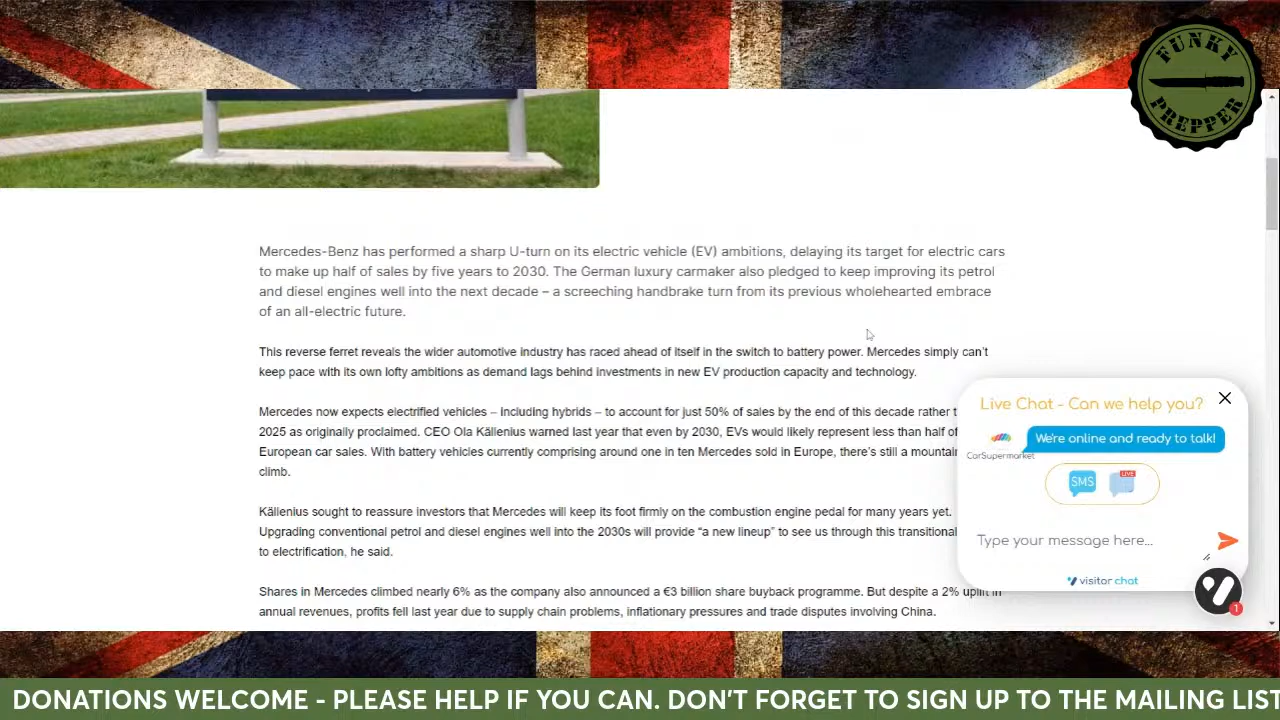 FUNKY
PREPPER
Mercedes-Benz has performed a sharp U-turn on its electric vehicle (EV) ambitions, delaying its target for electric cars
to make up half of sales by five years to 2030. The German luxury carmaker also pledged to keep improving its petrol
and diesel engines well into the next decade – a screeching handbrake turn from its previous wholehearted embrace
of an all-electric future.
This reverse ferret reveals the wider automotive industry has raced ahead of itself in the switch to battery power. Mercedes simply can't
keep pace with its own lofty ambitions as demand lags behind investments in new EV production capacity and technology.
Mercedes now expects electrified vehicles – including hybrids – to account for just 50% of sales by the end of this decade rather
2025 as originally proclaimed. CEO Ola Källenius warned last year that even by 2030, EVs would likely represent less than half of
European car sales. With battery vehicles currently comprising around one in ten Mercedes sold in Europe, there's still a mountain
climb.
Källenius sought to reassure investors that Mercedes will keep its foot firmly on the combustion engine pedal for many years yet.
Upgrading conventional petrol and diesel engines well into the 2030s will provide “a new lineup” to see us through this transitional
to electrification, he said.
Shares in Mercedes climbed nearly 6% as the company also announced a €3 billion share buyback programme. But despite a 2% uplift in
annual revenues, profits fell last year due to supply chain problems, inflationary pressures and trade disputes involving China.
Live Chat - Can we help you?
We're online and ready to talk!
CarSupermarket
SMS
LIVE
Type your message here...
visitor chat
1
DONATIONS WELCOME - PLEASE HELP IF YOU CAN. DON'T FORGET TO SIGN UP TO THE MAILING LIST